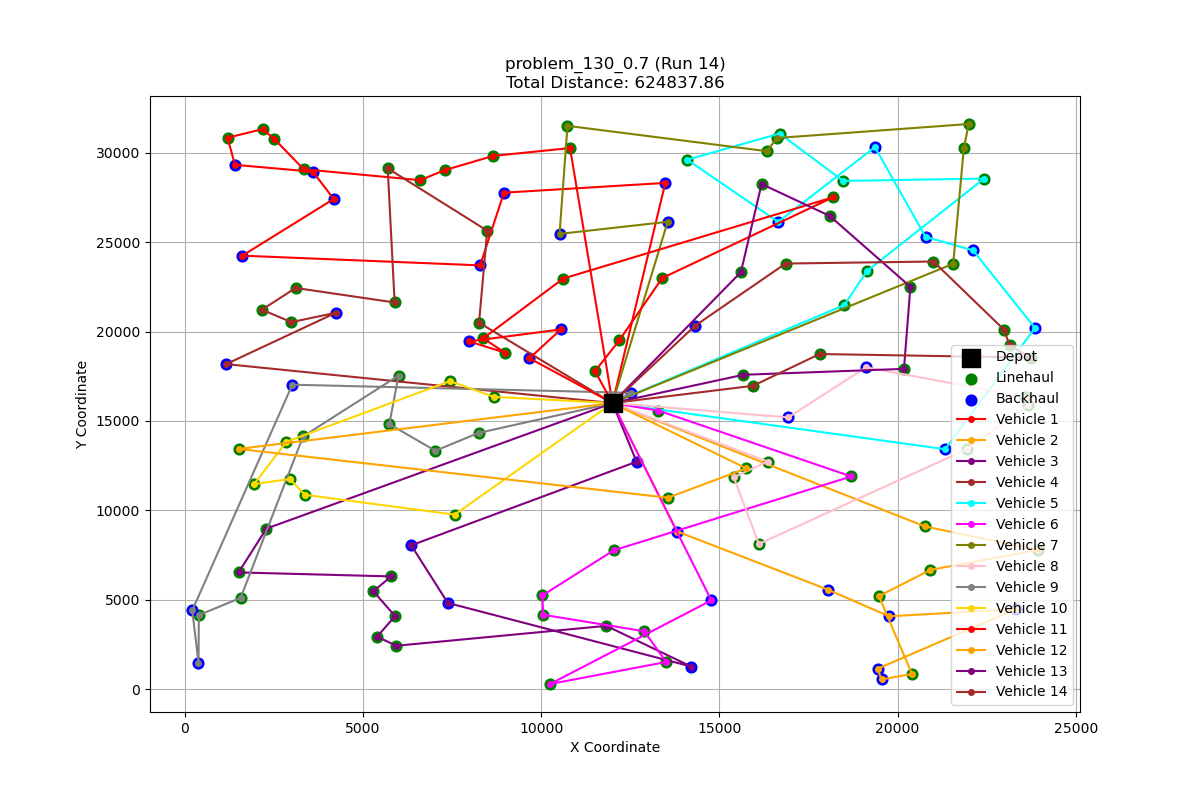 problem_130_0.7 (Run 14)
Total Distance: 624837.86
Y Coordinate
30000
25000
20000
15000
10000
5000
0
Depot
Linehaul
Backhaul
Vehicle 1
Vehicle 2
Vehicle 3
Vehicle 4
Vehicle 5
Vehicle 6
Vehicle 7
Vehicle 8
Vehicle 9
Vehicle 10
Vehicle 11
Vehicle 12
Vehicle 13
Vehicle 14
0 5000 10000 15000 20000 25000
X Coordinate